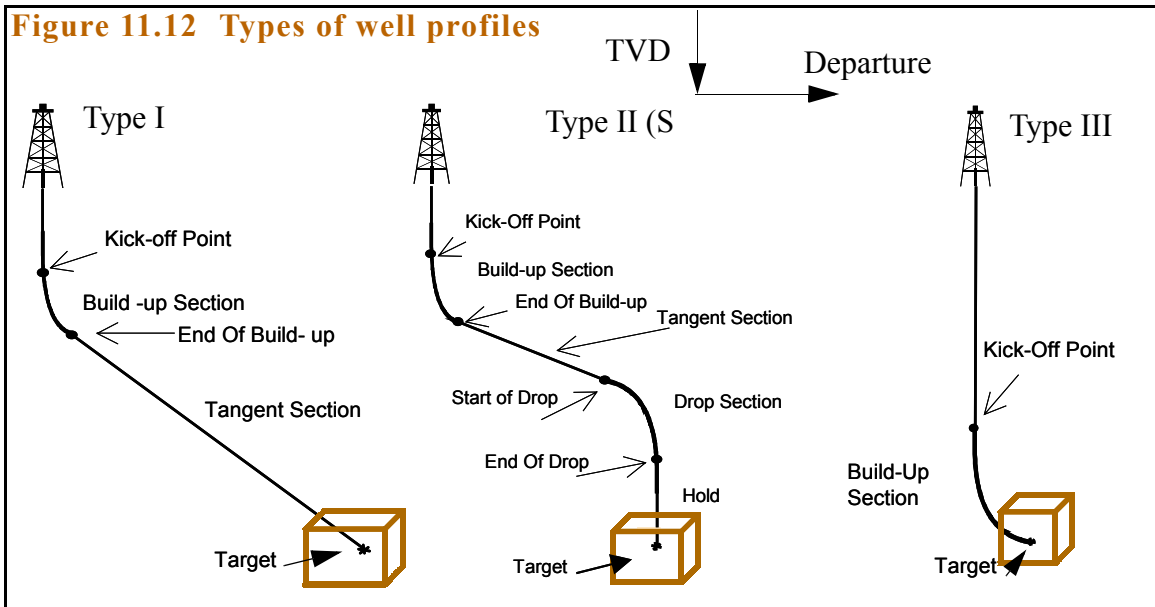 Figure 11.12 Types of well profiles
TVD
Departure
Type I
Kick-off Point
Build -up Section
End Of Build- up
Tangent Section
Target
Type II (S
Kick-Off Point
Build-up Section
End Of Build-up
Tangent Section
Start of Drop
Drop Section
End Of Drop
Hold
Target
Type III
Kick-Off Point
Build-Up
Section
Target